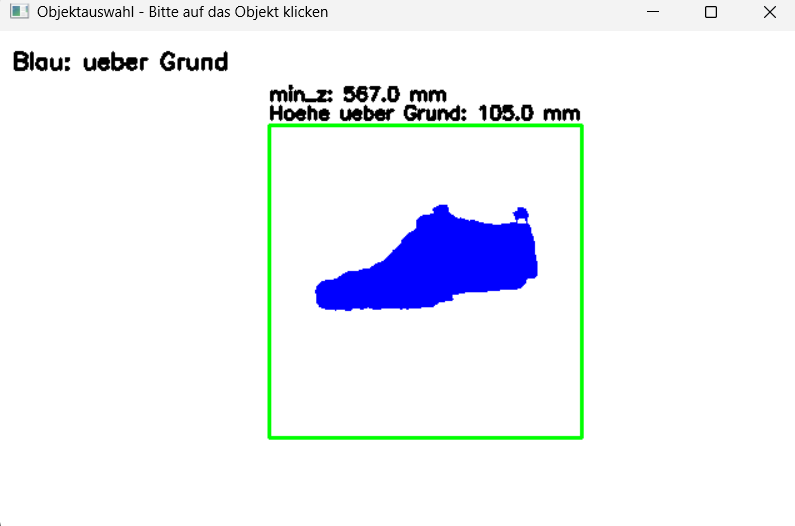 Objektauswahl - Bitte auf das Objekt klicken
Blau: ueber Grund
min_z: 567.0 mm
Hoehe ueber Grund: 105.0 mm